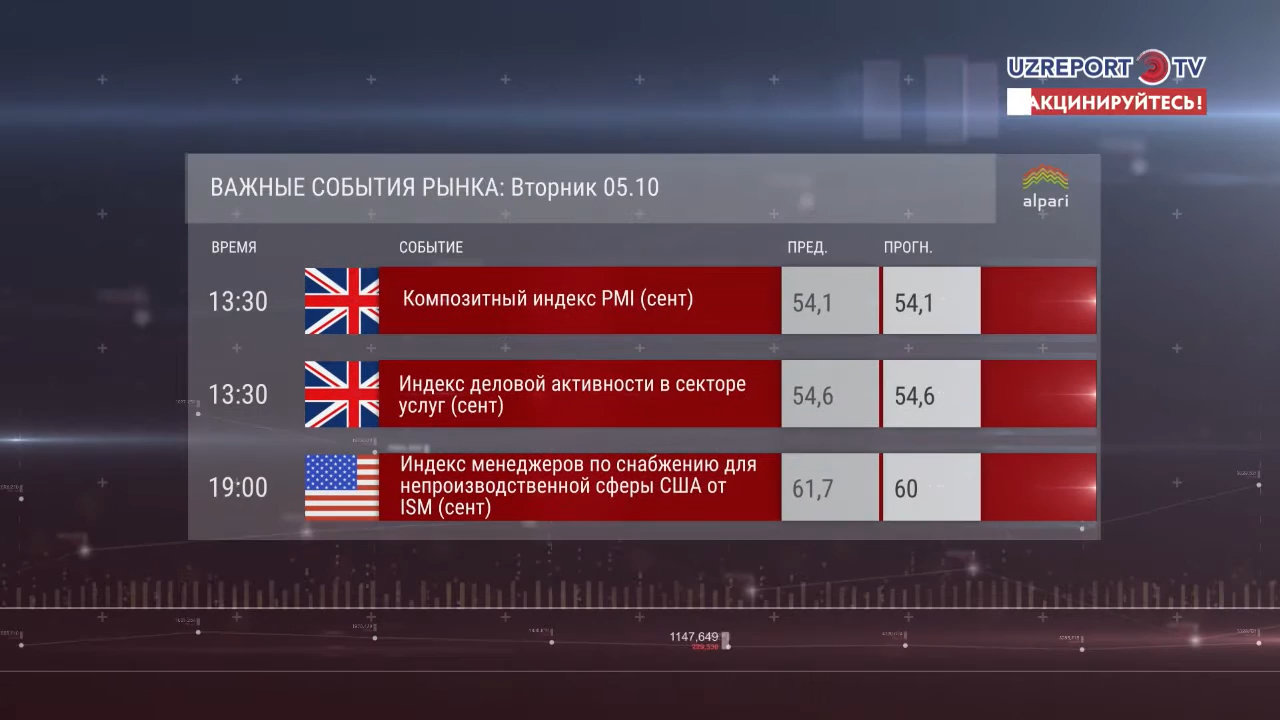 UZREPORT TV
АКЦИНИРУЙТЕСЬ!
ВАЖНЫЕ СОБЫТИЯ РЫНКА: Вторник 05.10
alpari
ВРЕМЯ СОБЫТИЕ ПРЕД. ПРОГН.
13:30 Композитный индекс PMI (сент) 54,1 54,1
13:30 Индекс деловой активности в секторе
услуг (сент) 54,6 54,6
19:00 Индекс менеджеров по снабжению для
непроизводственной сферы США от
ISM (сент) 61,7 60
1147,649